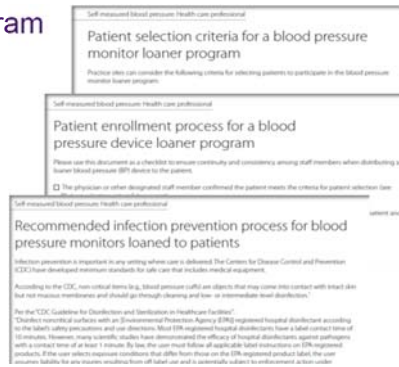 ram
Self-measured blood pressure: Health care professional
Patient selection criteria for a blood pressure
monitor loaner program
Practice sites can consider the following criteria for selecting patients to participate in the blood pressure
monitor loaner program:
Self-measured blood pressure: Health care professional
Patient enrollment process for a blood
pressure device loaner program
Please use this document as a checklist to ensure continuity and consistency among staff members when distributing a
loaner blood pressure (BP) device to the patient.
☐ The physician or other designated staff member confirmed the patient meets the criteria for patient selection (see
Self-measured blood pressure: Health care professional
Recommended infection prevention process for blood
pressure monitors loaned to patients
Infection prevention is important in any setting where care is delivered. The Centers for Disease Control and Prevention
(CDC) have developed minimum standards for safe care that includes medical equipment.
According to the CDC, non-critical items (e.g., blood pressure cuffs) are objects that may come into contact with intact skin
but not mucous membranes and should go through cleaning and low- or intermediate-level disinfection.
Per the "CDC Guideline for Disinfection and Sterilization in Healthcare Facilities":
"Disinfect noncritical surfaces with an [Environmental Protection Agency (EPA)] registered hospital disinfectant according
to the label's safety precautions and use directions. Most EPA-registered hospital disinfectants have a label contact time of
10 minutes. However, many scientific studies have demonstrated the efficacy of hospital disinfectants against pathogens
with a contact time of at least 1 minute. By law, the user must follow all applicable label instructions on EPA-registered
products. If the user selects exposure conditions that differ from those on the EPA-registered product label, the user
assumes liability for any injuries resulting from off-label use and is potentially subject to enforcement action under